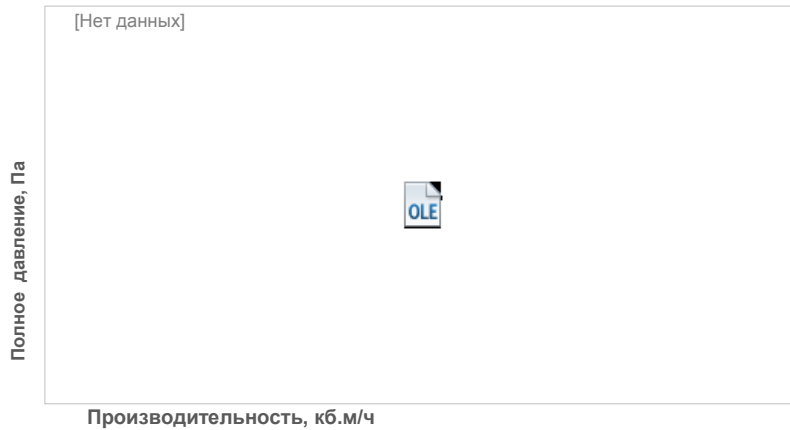 [Нет данных]
Полное давление, Па
OLE
Производительность, кб.м/ч